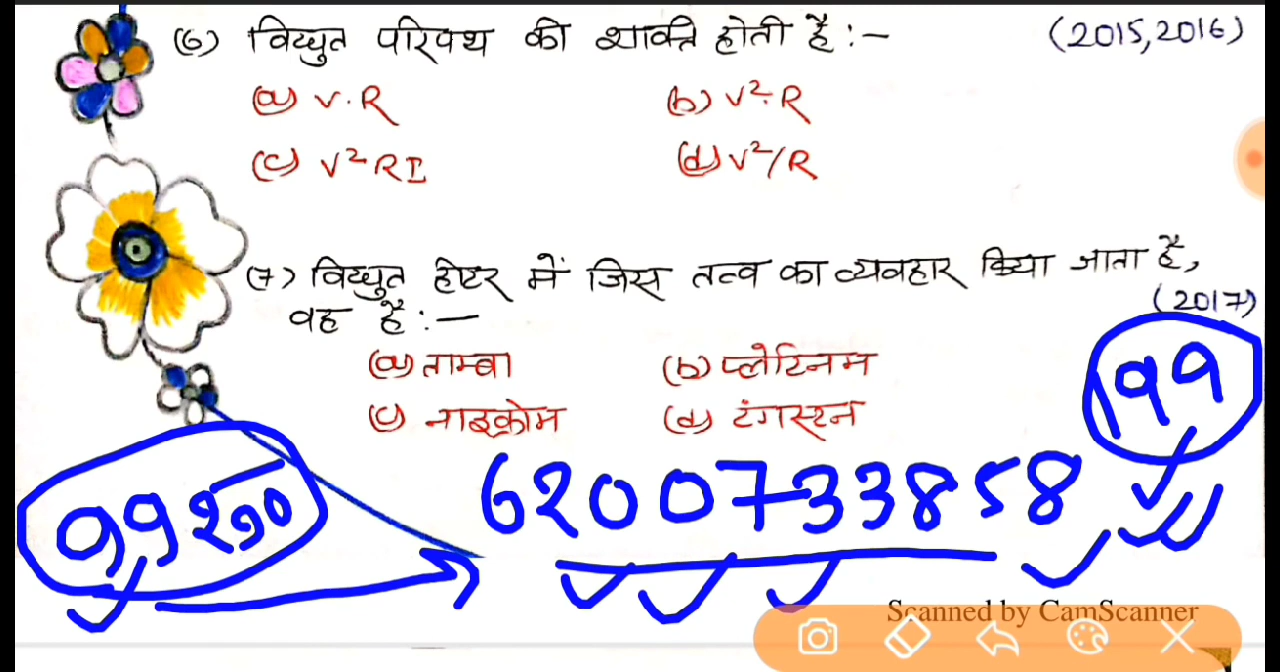 (6) विद्युत परिपथ की शक्ति होती है :- (2015,2016)
(a) V.R (b) V².R
(c) V²RI (d) V²/R
(7) विद्युत हीटर में जिस तत्व का व्यवहार किया जाता है,
वह है :- (2017)
(a) ताम्बा (b) प्लेटिनम
(c) नाइक्रोम (d) टंगस्टन
199
6200733858
99 २जुo
Scanned by CamScanner